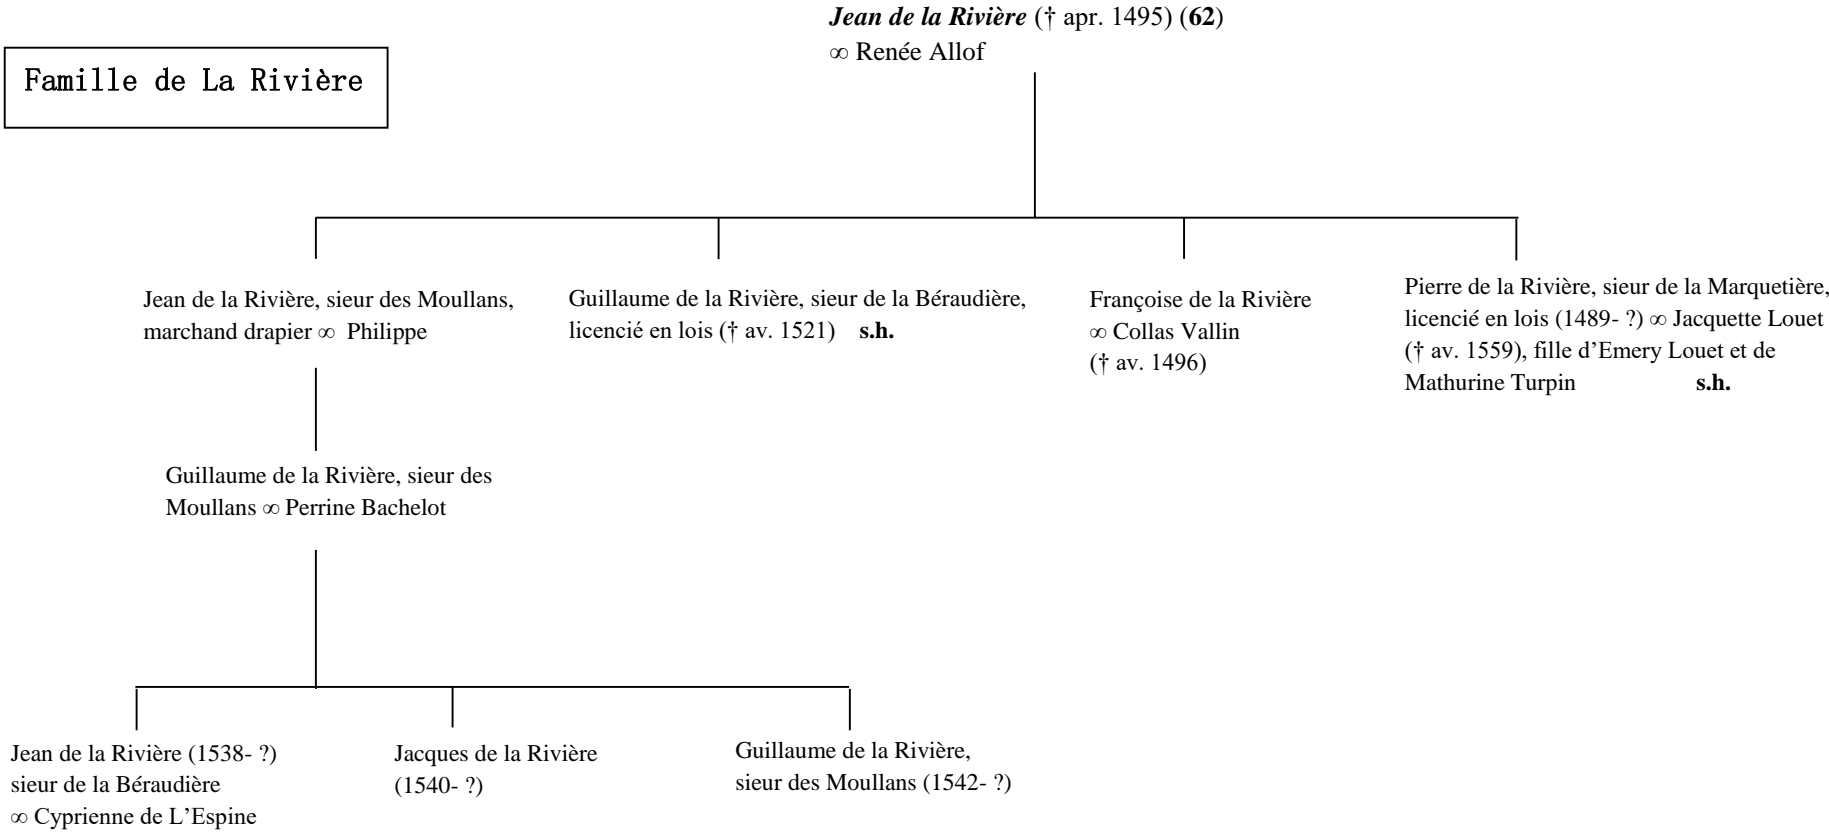 Jean de la Rivière († apr. 1495) (62)
∞ Renée Allof
Famille de La Rivière
Jean de la Rivière, sieur des Moullans,
marchand drapier ∞ Philippe
Guillaume de la Rivière, sieur de la Béraudière,
licencié en lois († av. 1521) s.h.
Françoise de la Rivière
∞ Collas Vallin
(† av. 1496)
Pierre de la Rivière, sieur de la Marquetière,
licencié en lois (1489- ?) ∞ Jacquette Louet
(† av. 1559), fille d’Emery Louet et de
Mathurine Turpin s.h.
Guillaume de la Rivière, sieur des
Moullans ∞ Perrine Bachelot
Jean de la Rivière (1538- ?)
sieur de la Béraudière
∞ Cyprienne de L’Espine
Jacques de la Rivière
(1540- ?)
Guillaume de la Rivière,
sieur des Moullans (1542- ?)